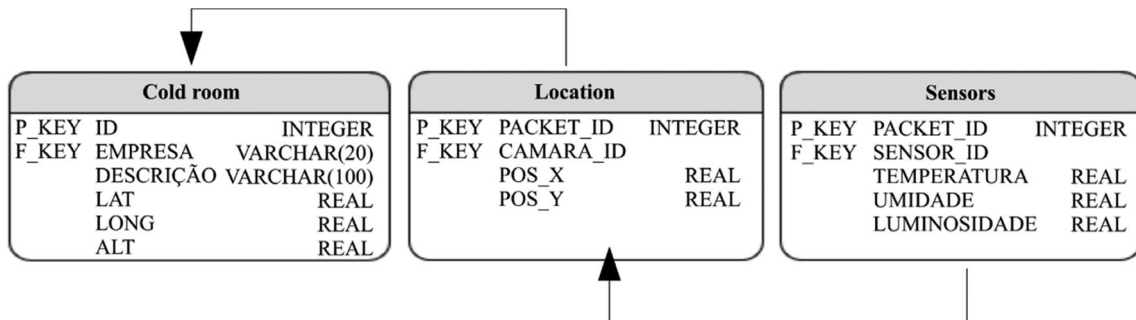 Cold room
P_KEY ID INTEGER
F_KEY EMPRESA VARCHAR(20)
DESCRIÇÃO VARCHAR(100)
LAT REAL
LONG REAL
ALT REAL
Location
P_KEY PACKET_ID INTEGER
F_KEY CAMARA_ID
POS_X REAL
POS_Y REAL
Sensors
P_KEY PACKET_ID INTEGER
F_KEY SENSOR_ID
TEMPERATURA REAL
UMIDADE REAL
LUMINOSIDADE REAL